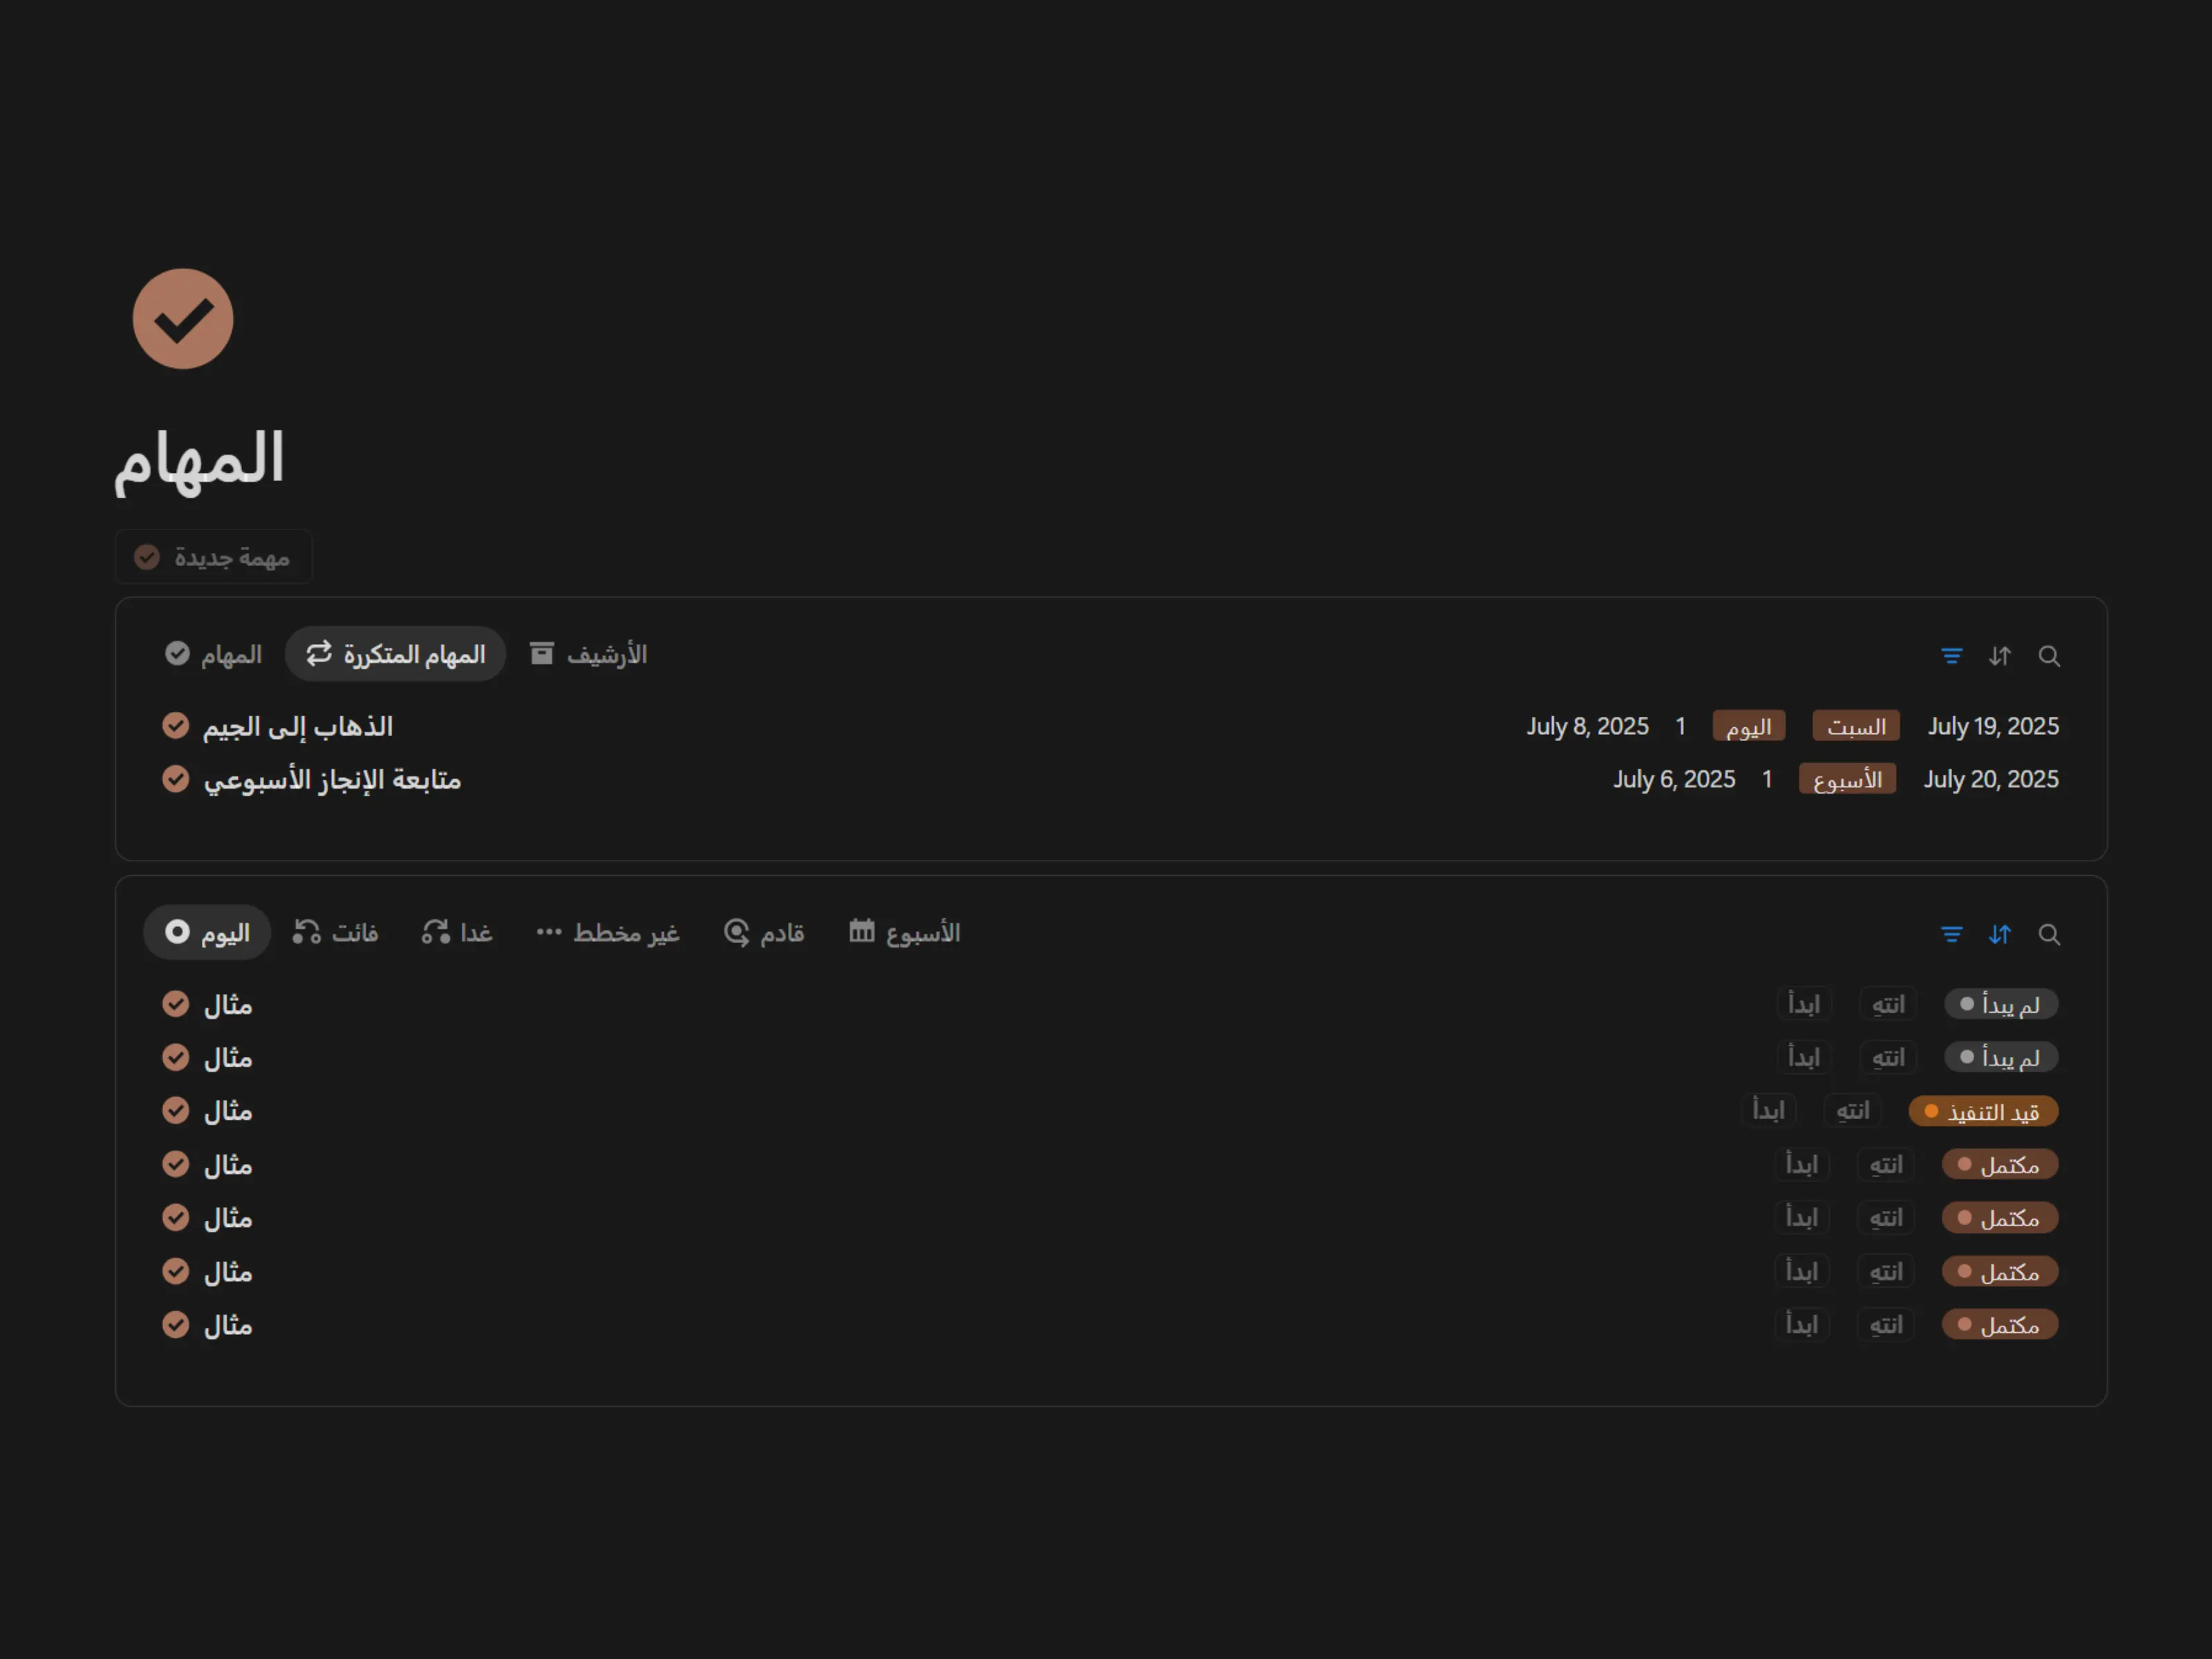 المهام
مهمة جديدة
المهام المهام المتكررة الأرشيف
الذهاب إلى الجيم July 8, 2025 1 اليوم السبت July 19, 2025
متابعة الإنجاز الأسبوعي July 6, 2025 1 الأسبوع July 20, 2025
اليوم فائت غدا غير مخطط قادم الأسبوع
مثال ابدأ انتهِ لم يبدأ
مثال ابدأ انتهِ لم يبدأ
مثال ابدأ انتهِ قيد التنفيذ
مثال ابدأ انتهِ مكتمل
مثال ابدأ انتهِ مكتمل
مثال ابدأ انتهِ مكتمل
مثال ابدأ انتهِ مكتمل